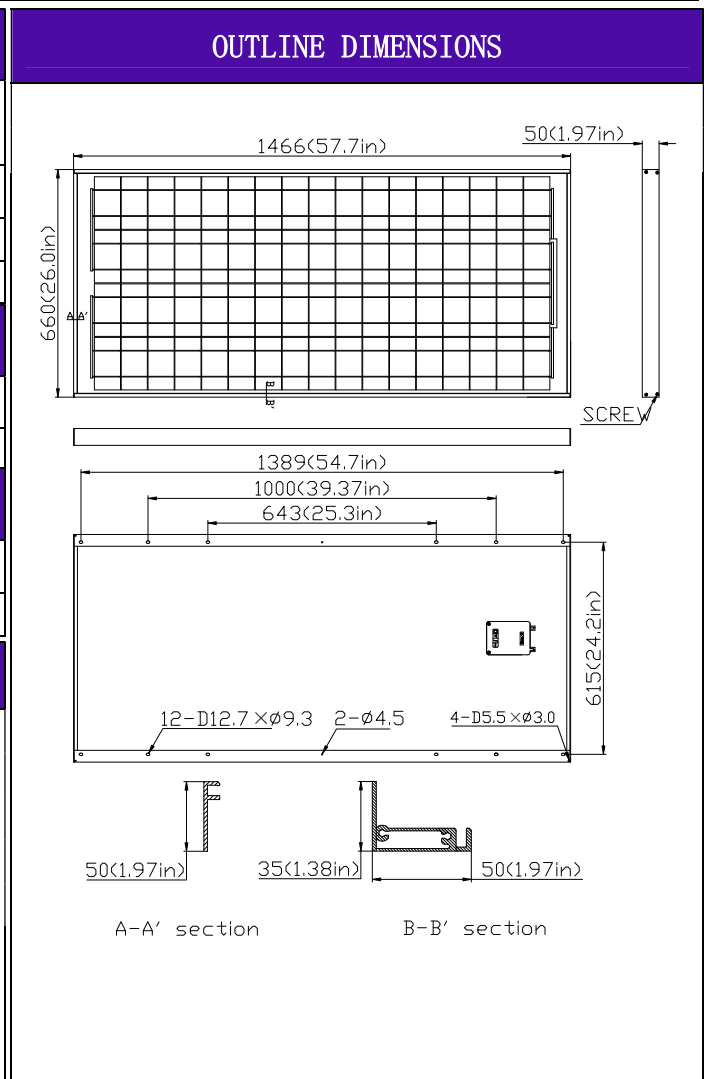 OUTLINE DIMENSIONS
1466(57.7in)
50(1.97in)
660(26.0in)
A A'
B
B'
SCREW
1389(54.7in)
1000(39.37in)
643(25.3in)
615(24.2in)
12-D12.7×Ø9.3
2-Ø4.5
4-D5.5×Ø3.0
50(1.97in)
35(1.38in)
50(1.97in)
A-A' section
B-B' section